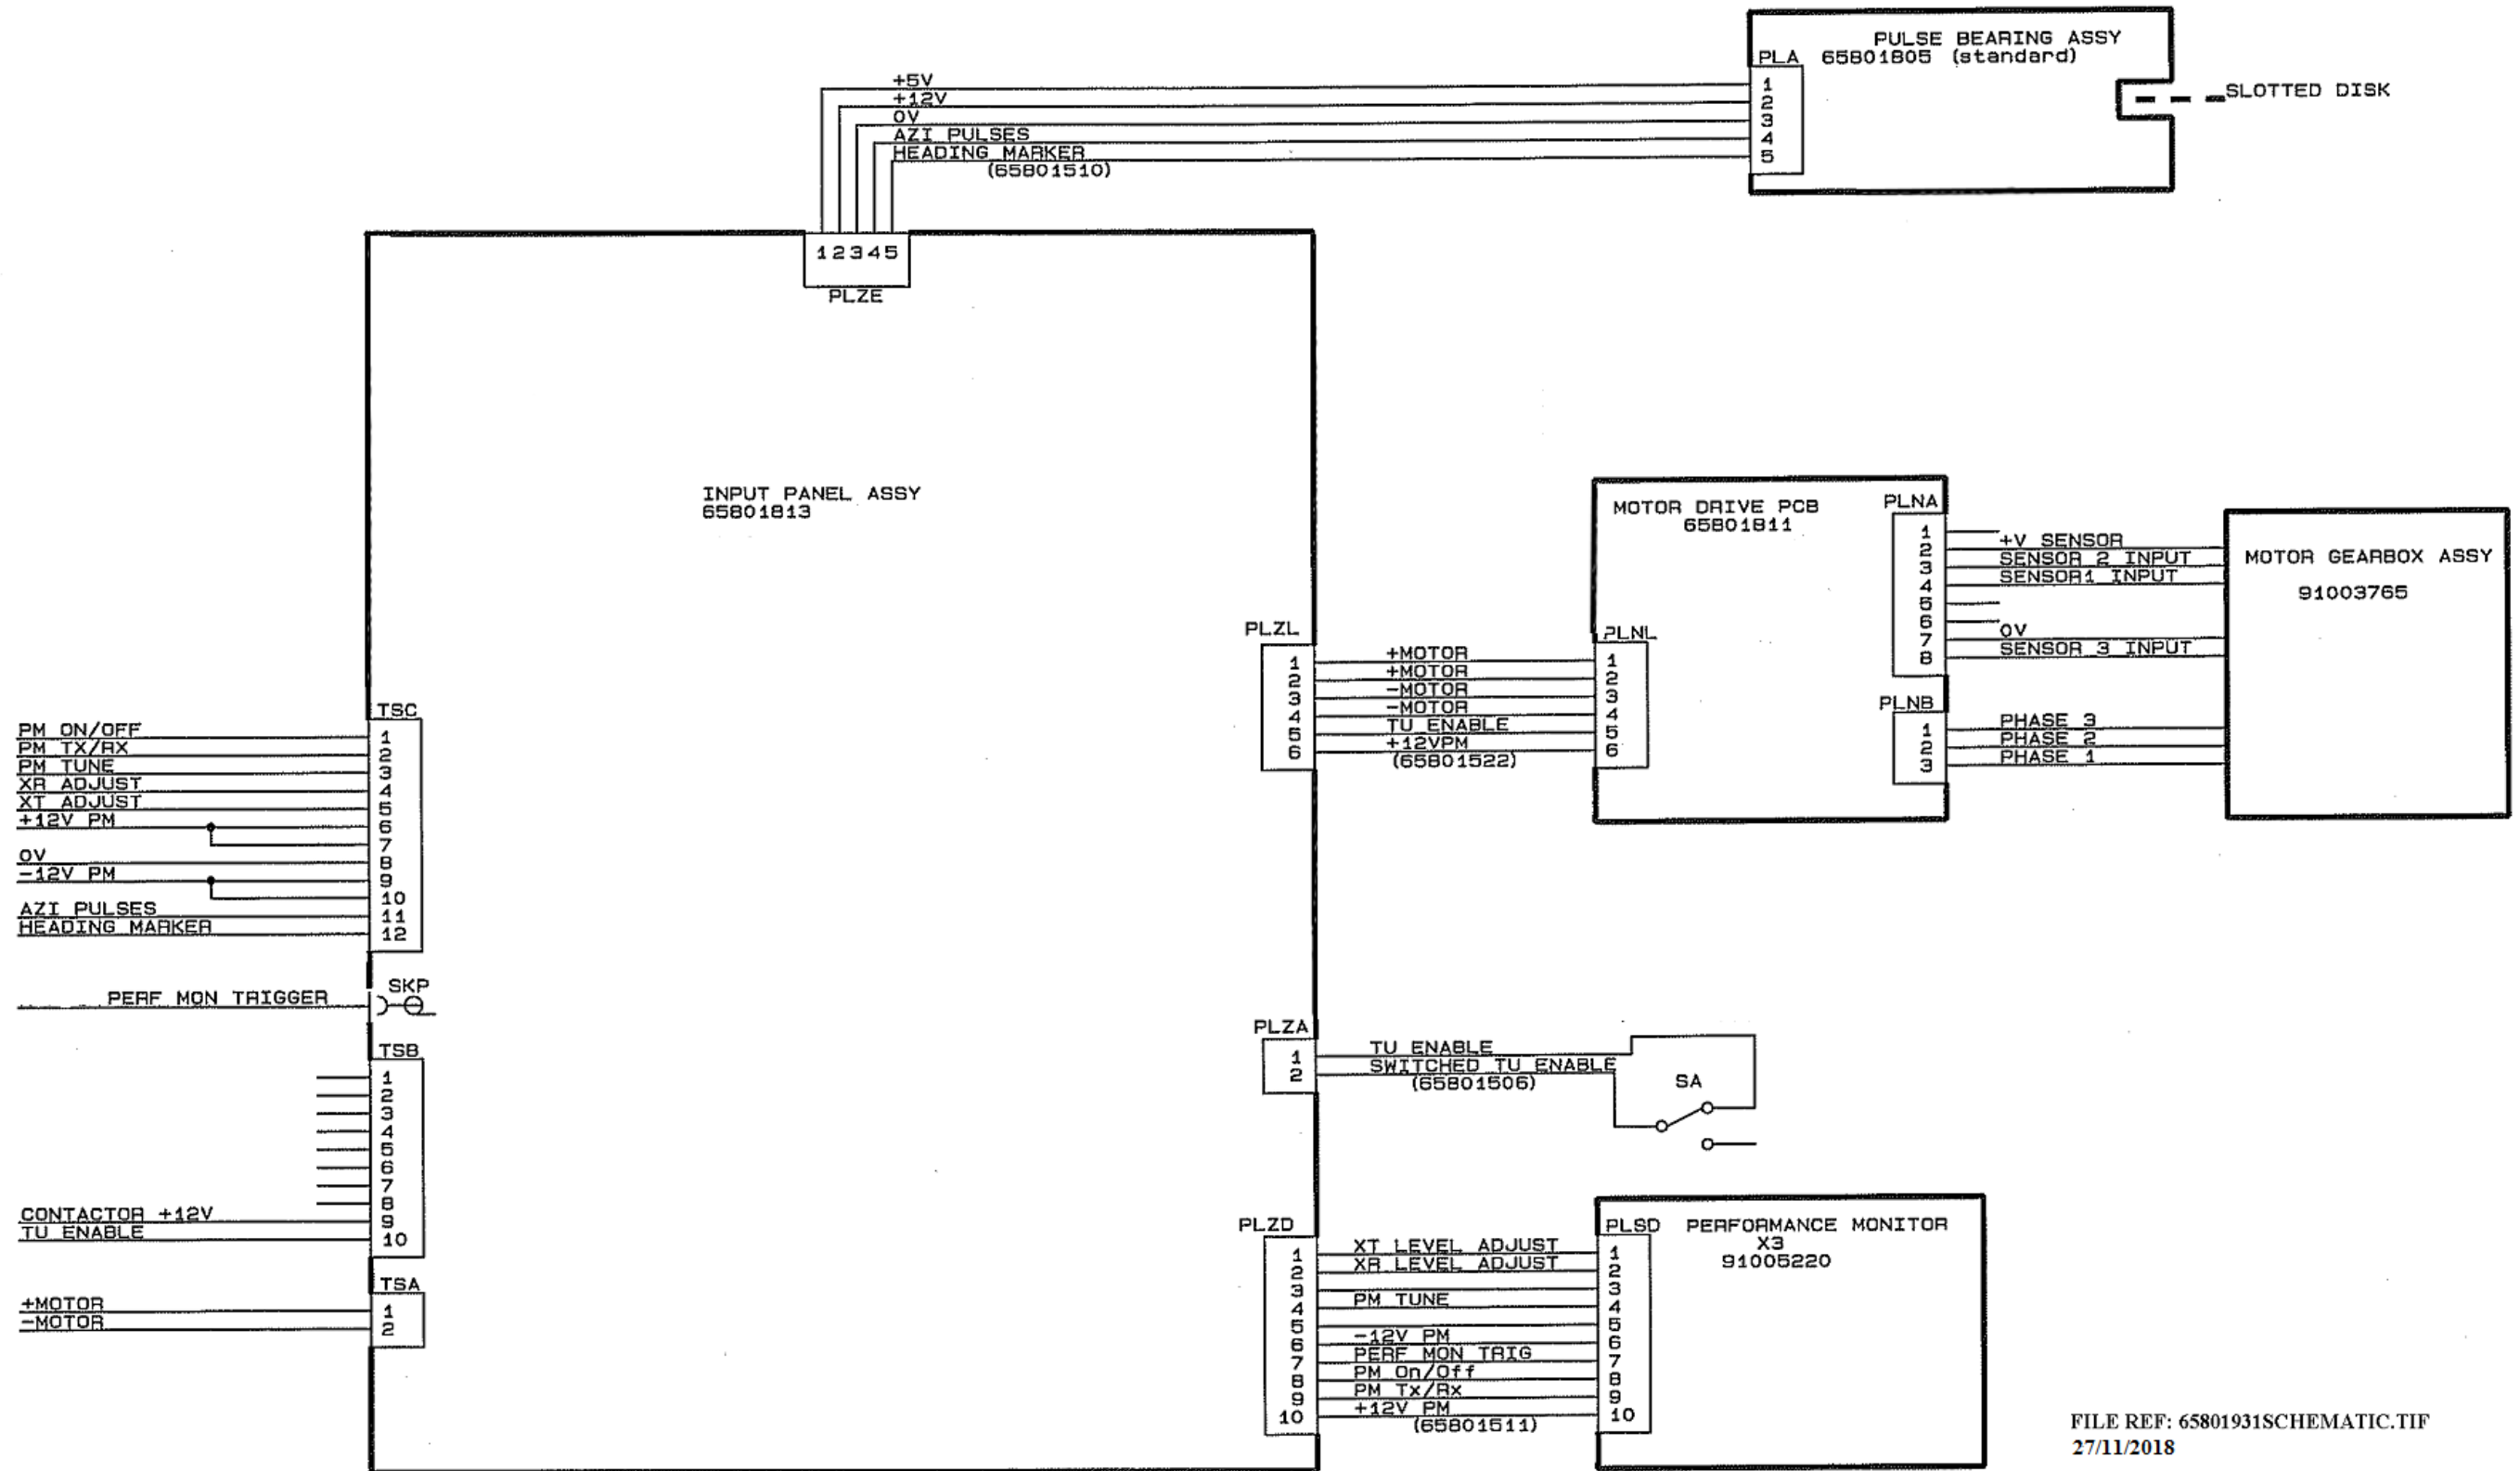 PULSE BEARING ASSY
65801805 (standard)
PLA
1
2
3
4
5
SLOTTED DISK
+5V
+12V
0V
AZI PULSES
HEADING MARKER
(65801510)
1 2 3 4 5
PLZE
INPUT PANEL ASSY
65801813
MOTOR DRIVE PCB
65801811
PLNA
1
2
3
4
5
6
7
8
+V SENSOR
SENSOR 2 INPUT
SENSOR1 INPUT
0V
SENSOR 3 INPUT
MOTOR GEARBOX ASSY
91003765
PLNB
1
2
3
PHASE 3
PHASE 2
PHASE 1
PLZL
1
2
3
4
5
6
+MOTOR
+MOTOR
-MOTOR
-MOTOR
TU ENABLE
+12VPM
(65801522)
PLNL
1
2
3
4
5
6
TSC
PM ON/OFF
PM TX/RX
PM TUNE
XR ADJUST
XT ADJUST
+12V PM
0V
-12V PM
AZI PULSES
HEADING MARKER
1
2
3
4
5
6
7
8
9
10
11
12
PERF MON TRIGGER
SKP
TSB
1
2
3
4
5
6
7
8
9
10
CONTACTOR +12V
TU ENABLE
TSA
+MOTOR
-MOTOR
1
2
PLZA
1
2
TU ENABLE
SWITCHED TU ENABLE
(65801506)
SA
PLZD
1
2
3
4
5
6
7
8
9
10
XT LEVEL ADJUST
XR LEVEL ADJUST
PM TUNE
-12V PM
PERF MON TRIG
PM On/Off
PM Tx/Rx
+12V PM
(65801511)
PLSD
1
2
3
4
5
6
7
8
9
10
PERFORMANCE MONITOR
X3
91005220
FILE REF: 65801931SCHEMATIC.TIF
27/11/2018